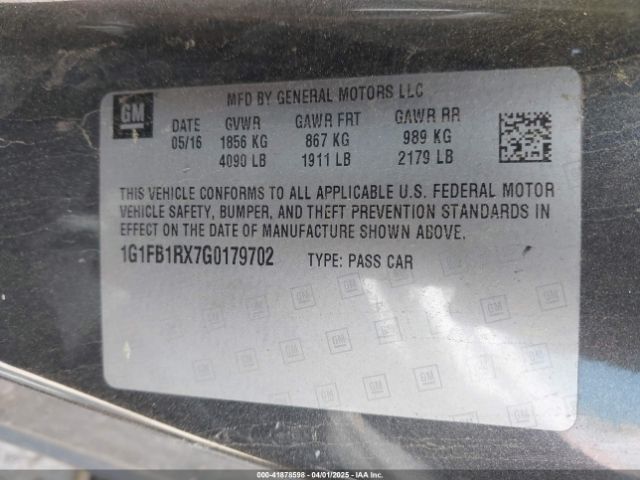 GM
MFD BY GENERAL MOTORS LLC
DATE GVWR GAWR FRT GAWR RR
05/16 1856 KG 867 KG 989 KG
4090 LB 1911 LB 2179 LB
THIS VEHICLE CONFORMS TO ALL APPLICABLE U.S. FEDERAL MOTOR
VEHICLE SAFETY, BUMPER, AND THEFT PREVENTION STANDARDS IN
EFFECT ON THE DATE OF MANUFACTURE SHOWN ABOVE.
1G1FB1RX7G0179702 TYPE: PASS CAR
000-41878598 - 04/01/2025 - IAAI.COM